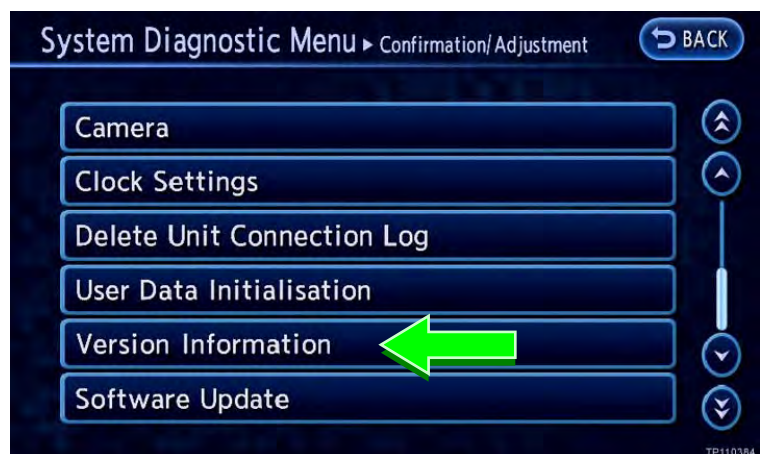 System Diagnostic Menu ▸ Confirmation/Adjustment BACK
Camera
Clock Settings
Delete Unit Connection Log
User Data Initialisation
Version Information
Software Update
TP110384